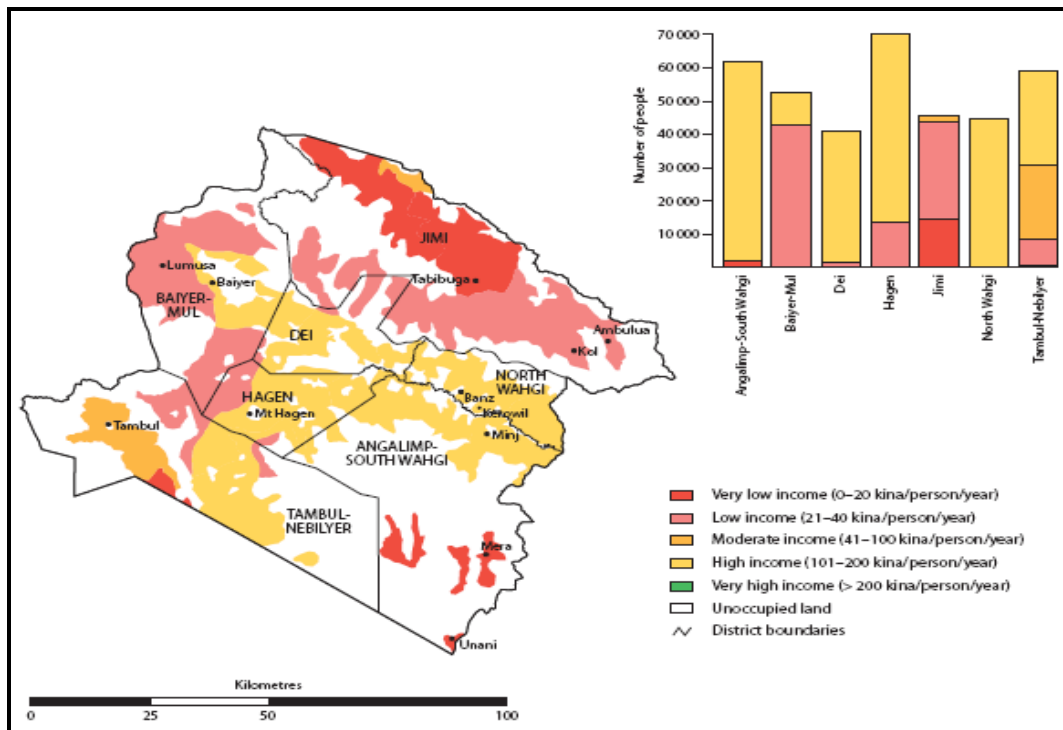 70 000
60 000
50 000
40 000
30 000
20 000
10 000
Number of people
Angalimp-South Wahgi
Baiyer-Mul
Dei
Hagen
Jimi
North Wahgi
Tambul-Nebilyer
JIMI
Tabibuga
Lumusa
Baiyer
BAIYER-
MUL
Ambulua
Kol
DEI
NORTH
WAHGI
HAGEN
Mt Hagen
Banz
Kerowil
Minj
Tambul
ANGALIMP-
SOUTH WAHGI
TAMBUL-
NEBILYER
Mera
Unani
Very low income (0–20 kina/person/year)
Low income (21–40 kina/person/year)
Moderate income (41–100 kina/person/year)
High income (101–200 kina/person/year)
Very high income (> 200 kina/person/year)
Unoccupied land
District boundaries
Kilometres
0 25 50 100